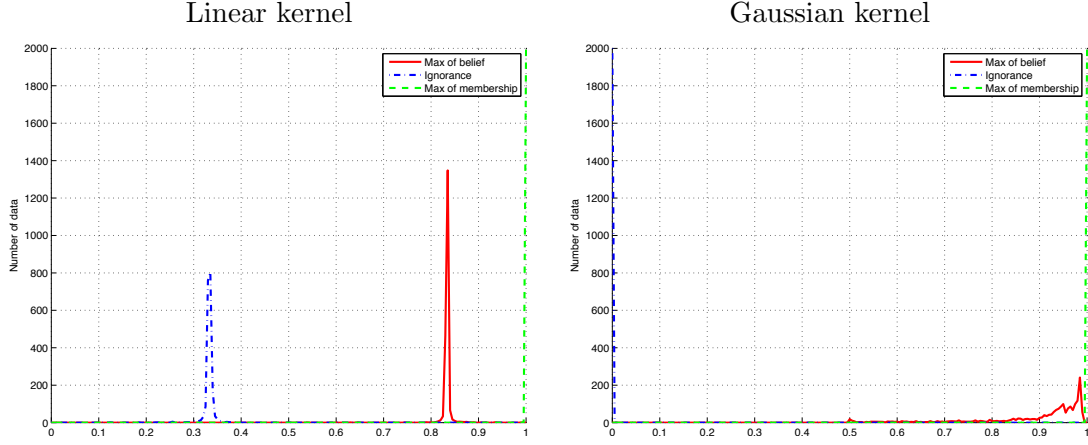 Linear kernel
Gaussian kernel
2000
1800
1600
1400
1200
1000
800
600
400
200
0
Number of data
Max of belief
Ignorance
Max of membership
0 0.1 0.2 0.3 0.4 0.5 0.6 0.7 0.8 0.9 1
2000
1800
1600
1400
1200
1000
800
600
400
200
0
Number of data
Max of belief
Ignorance
Max of membership
0 0.1 0.2 0.3 0.4 0.5 0.6 0.7 0.8 0.9